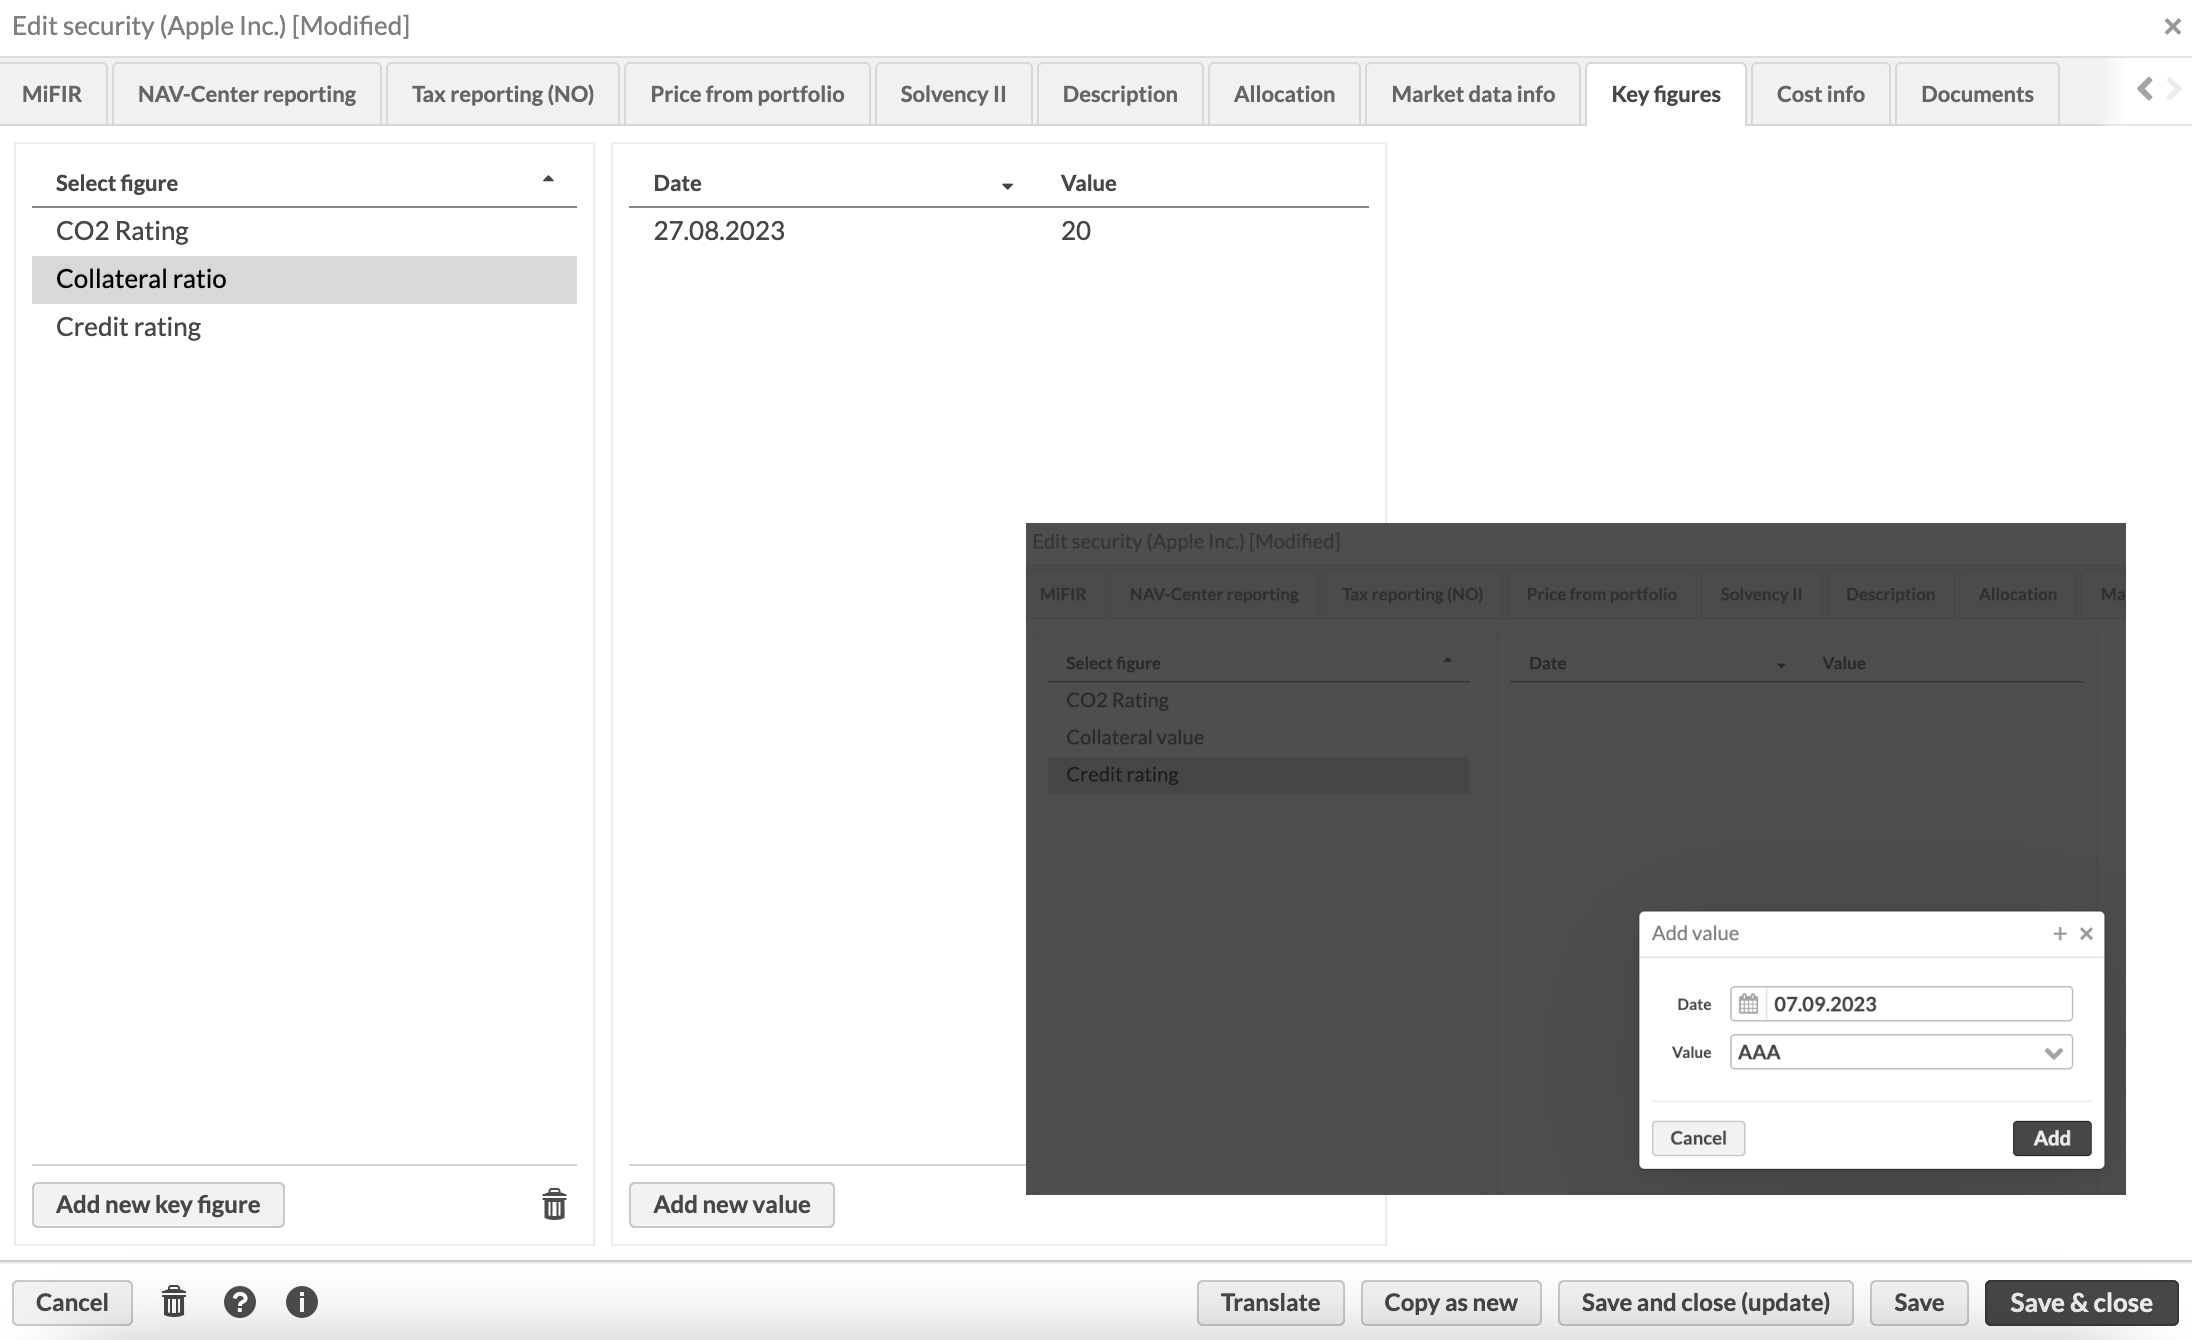 Edit security (Apple Inc.) [Modified]
MiFIR NAV-Center reporting Tax reporting (NO) Price from portfolio Solvency II Description Allocation Market data info Key figures Cost info Documents
Select figure
CO2 Rating
Collateral ratio
Credit rating
Add new key figure
Date Value
27.08.2023 20
Add new value
Edit security (Apple Inc.) [Modified]
MiFIR NAV-Center reporting Tax reporting (NO) Price from portfolio Solvency II Description Allocation Ma
Select figure
CO2 Rating
Collateral value
Credit rating
Date Value
Add value
Date 07.09.2023
Value AAA
Cancel Add
Cancel Translate Copy as new Save and close (update) Save Save & close